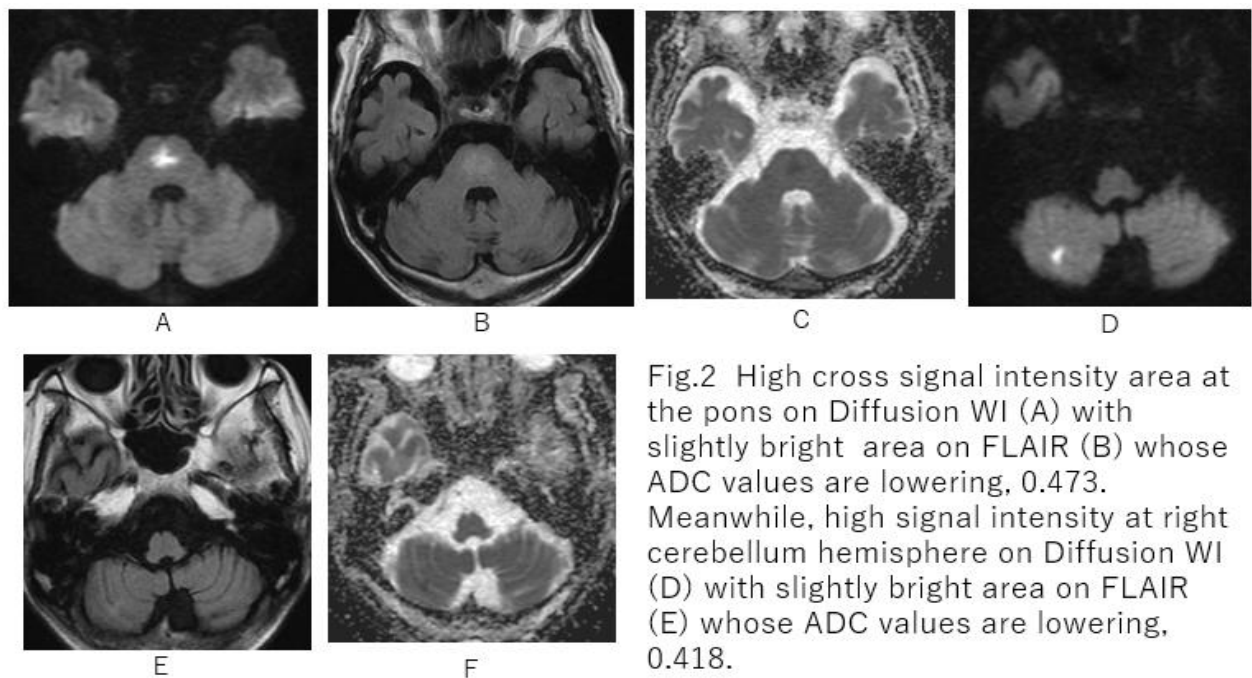 A
B
C
D
E
F
Fig.2 High cross signal intensity area at
the pons on Diffusion WI (A) with
slightly bright area on FLAIR (B) whose
ADC values are lowering, 0.473.
Meanwhile, high signal intensity at right
cerebellum hemisphere on Diffusion WI
(D) with slightly bright area on FLAIR
(E) whose ADC values are lowering,
0.418.